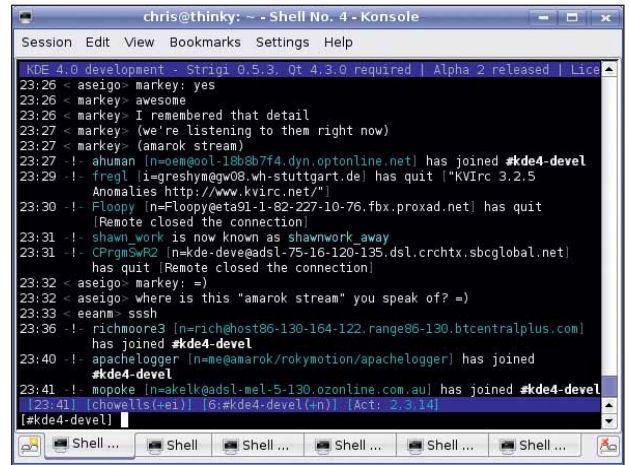 chris@thinky: ~ - Shell No. 4 - Konsole
Session Edit View Bookmarks Settings Help
KDE 4.0 development - Strigi 0.5.3, Qt 4.3.0 required | Alpha 2 released | Lice
23:26 < aseigo> markey: yes
23:26 < markey> awesome
23:26 < markey> I remembered that detail
23:27 < markey> (we're listening to them right now)
23:27 < markey> (amarok stream)
23:27 -!- ahuman [n=oem@ool-18b8b7f4.dyn.optonline.net] has joined #kde4-devel
23:29 -!- fregl [i=greshym@gw08.wh-stuttgart.de] has quit ["KVIrc 3.2.5
Anomalies http://www.kvirc.net/"]
23:30 -!- Floopy [n=Floopy@eta91-1-82-227-10-76.fbx.proxad.net] has quit
[Remote closed the connection]
23:31 -!- shawn_work is now known as shawnwork_away
23:31 -!- CPrgmSwR2 [n=kde-deve@adsl-75-16-120-135.dsl.crchtx.sbcglobal.net]
has quit [Remote closed the connection]
23:32 < aseigo> markey: =)
23:32 < aseigo> where is this "amarok stream" you speak of? =)
23:33 < eeanm> sssh
23:36 -!- richmoore3 [n=rich@host86-130-164-122.range86-130.btcentralplus.com]
has joined #kde4-devel
23:40 -!- apachelogger [n=me@amarok/rokymotion/apachelogger] has joined
#kde4-devel
23:41 -!- mopoke [n=akelk@adsl-mel-5-130.ozonline.com.au] has joined #kde4-devel
[23:41] [chowells(+ei)] [6:#kde4-devel(+n)] [Act: 2,3,14]
[#kde4-devel]
Shell ... Shell Shell ... Shell ... Shell ... Shell ...